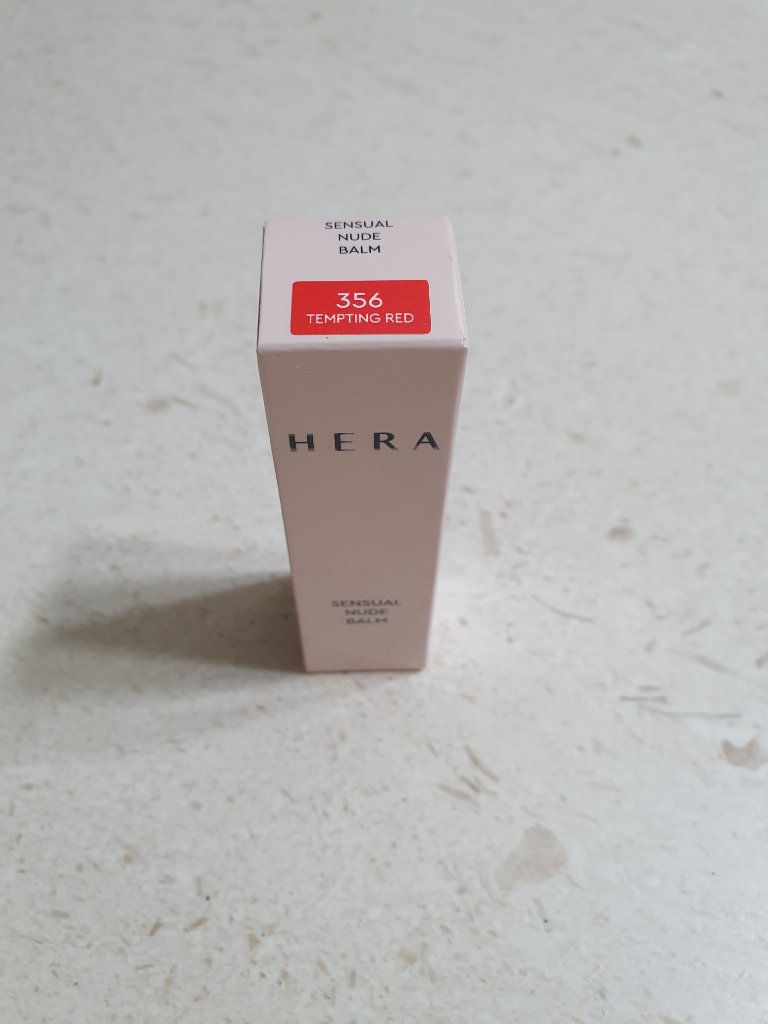 SENSUAL
NUDE
BALM
356
TEMPTING RED
HERA
SENSUAL
NUDE
BALM